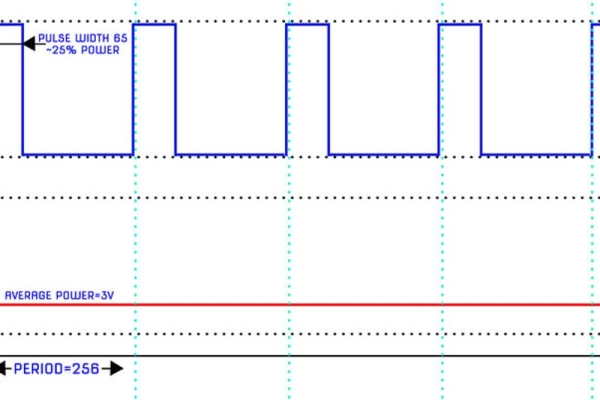 PULSE WIDTH 65
~25% POWER
AVERAGE POWER=3V
PERIOD=256